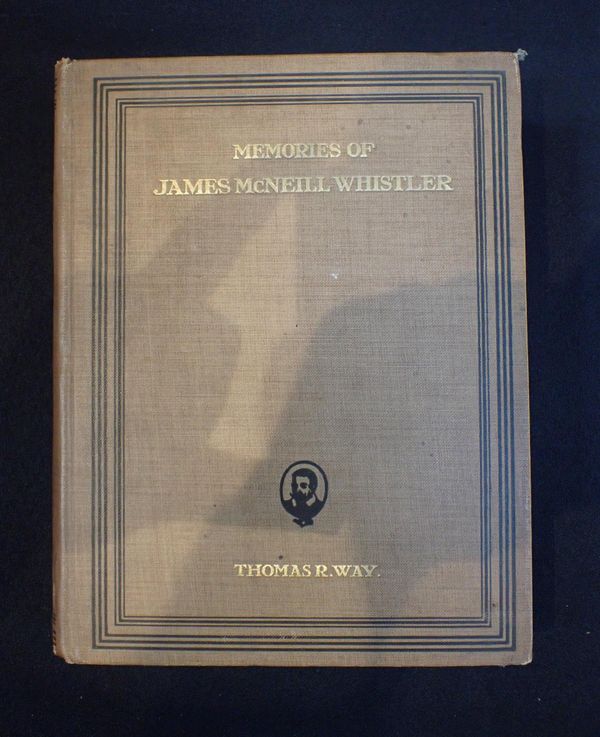 MEMORIES OF
JAMES McNEILL WHISTLER
THOMAS R. WAY.